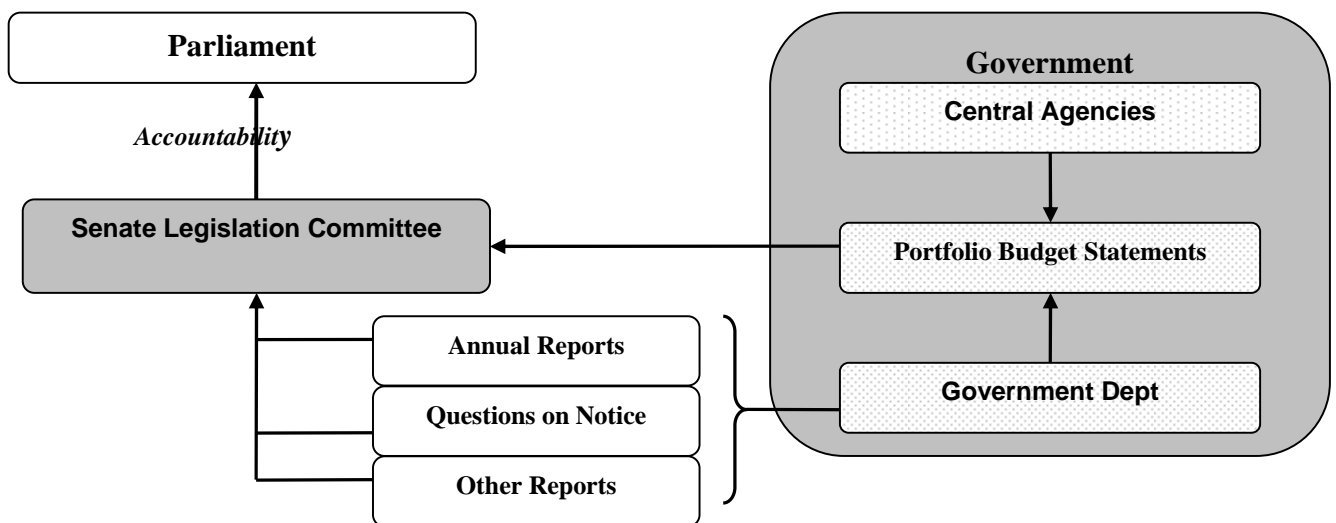 Parliament
Government
Central Agencies
Accountability
Senate Legislation Committee
Portfolio Budget Statements
Annual Reports
Government Dept
Questions on Notice
Other Reports